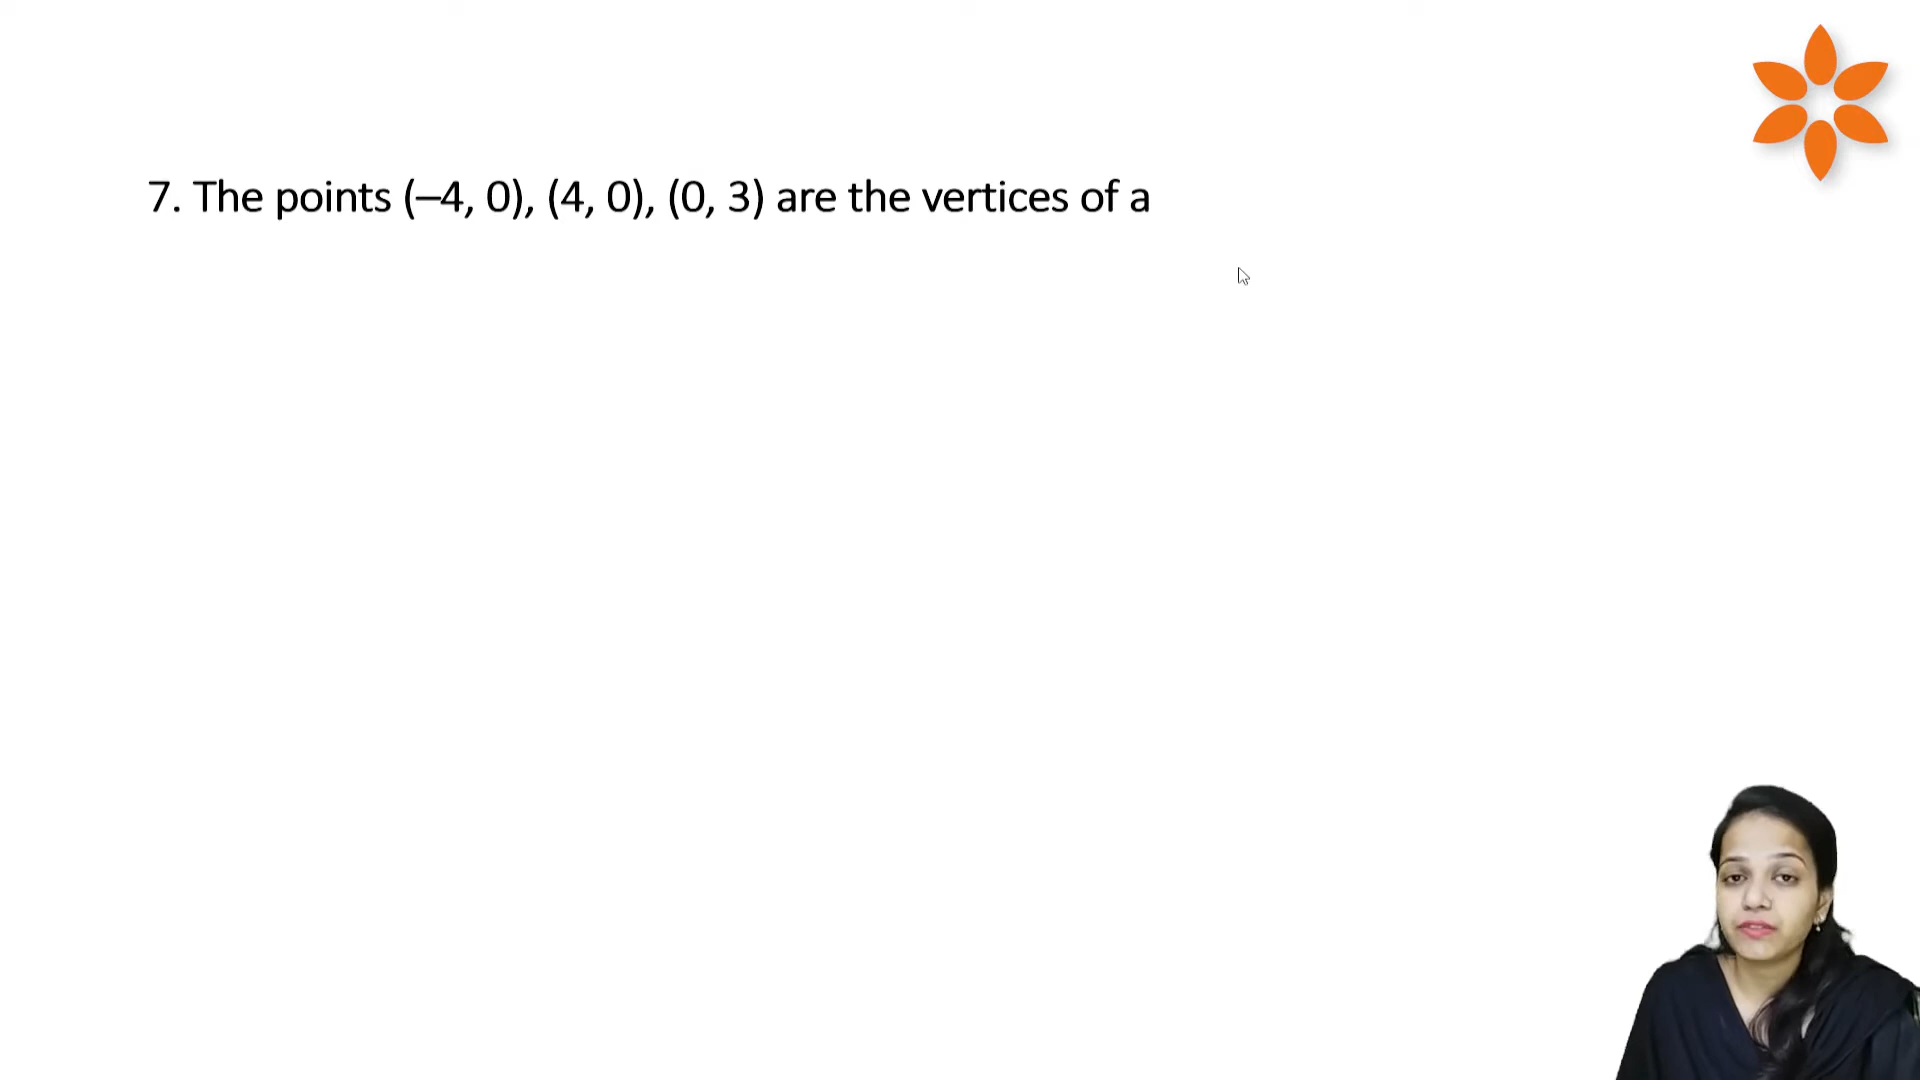 7. The points (–4, 0), (4, 0), (0, 3) are the vertices of a